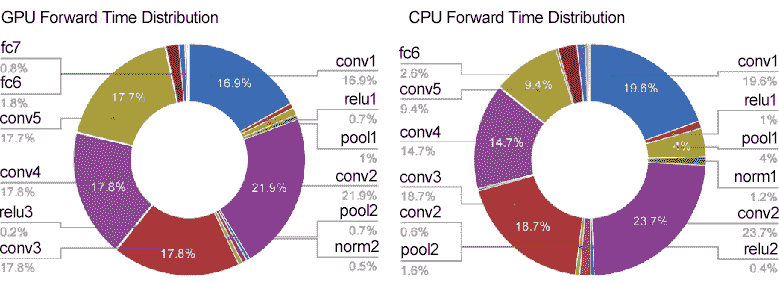 GPU Forward Time Distribution
fc7
0.8%
fc6
1.8%
conv5
17.7%
conv4
17.8%
relu3
0.2%
conv3
17.8%
16.9%
17.7%
17.8%
21.9%
17.8%
conv1
16.9%
relu1
0.7%
pool1
1%
conv2
21.9%
pool2
0.7%
norm2
0.5%
CPU Forward Time Distribution
fc6
2.6%
conv5
9.4%
conv4
14.7%
conv3
18.7%
conv2
0.6%
pool2
1.6%
9.4%
19.6%
14.7%
4%
18.7%
23.7%
conv1
19.6%
relu1
1%
pool1
4%
norm1
1.2%
conv2
23.7%
relu2
0.4%